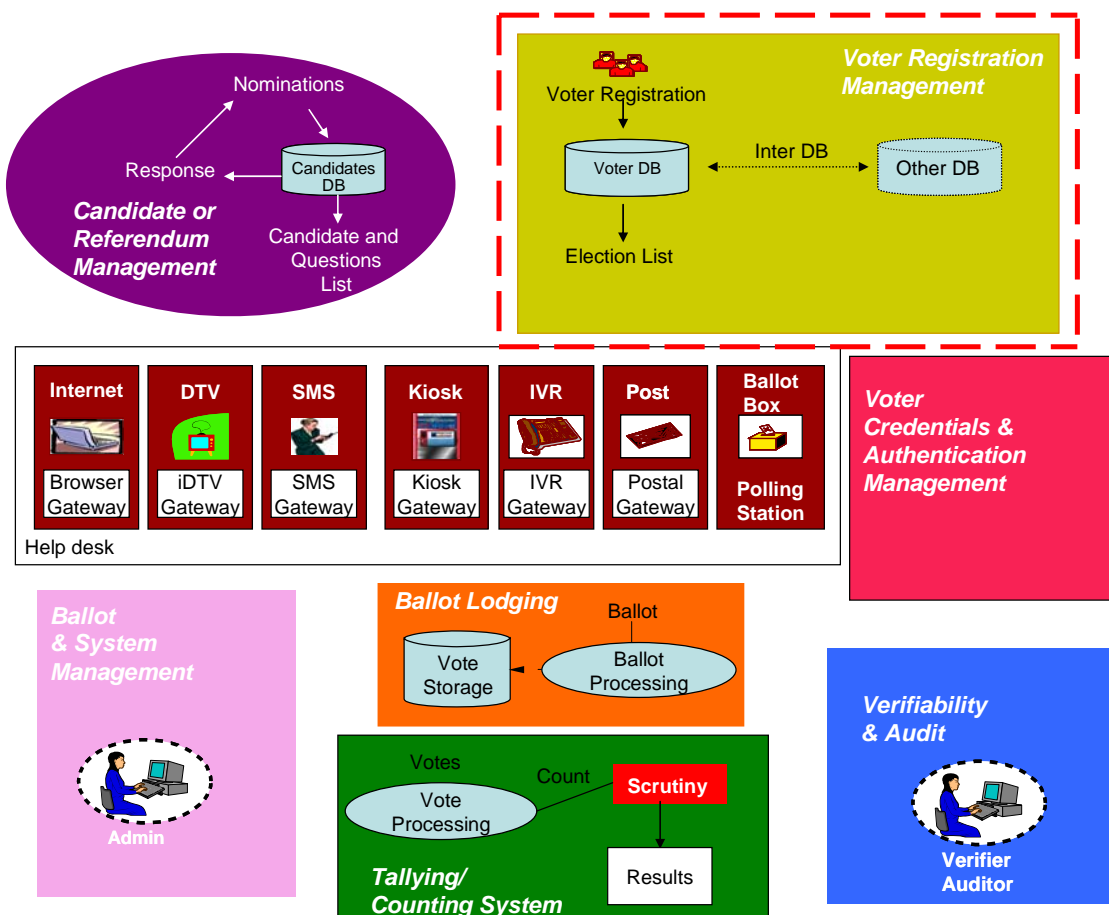 Nominations
Response
Candidates
DB
Candidate or
Referendum
Management
Candidate and
Questions
List
Voter Registration
Management
Voter Registration
Voter DB
Inter DB
Other DB
Election List
Internet
Browser
Gateway
DTV
iDTV
Gateway
SMS
SMS
Gateway
Kiosk
Kiosk
Gateway
IVR
IVR
Gateway
Post
Postal
Gateway
Ballot
Box
Polling
Station
Help desk
Voter
Credentials &
Authentication
Management
Ballot
& System
Management
Admin
Ballot Lodging
Ballot
Vote
Storage
Ballot
Processing
Votes
Count
Vote
Processing
Scrutiny
Results
Tallying/
Counting System
Verifiability
& Audit
Verifier
Auditor